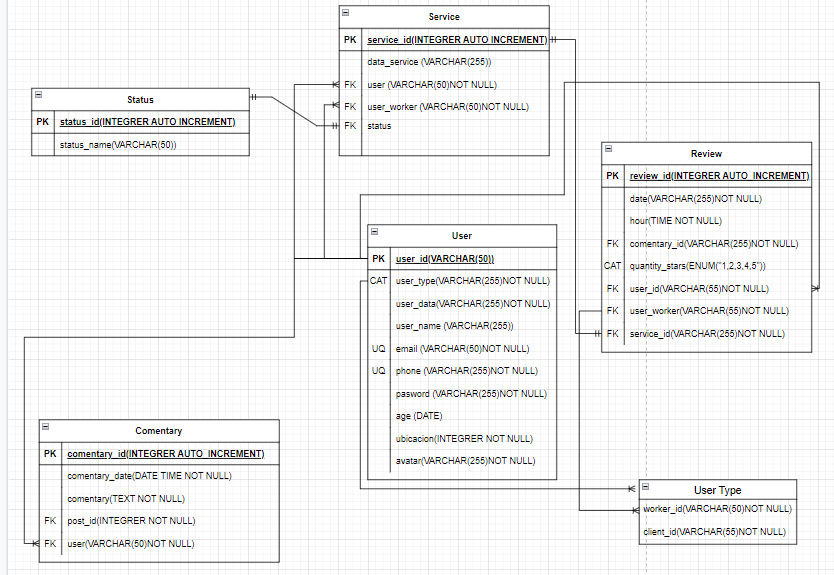 Service
PK service_id(INTEGRER AUTO INCREMENT)
data_service (VARCHAR(255))
FK user (VARCHAR(50)NOT NULL)
FK user_worker (VARCHAR(50)NOT NULL)
FK status
Status
PK status_id(INTEGRER AUTO INCREMENT)
status_name(VARCHAR(50))
Review
PK review_id(INTEGRER AUTO_INCREMENT)
date(VARCHAR(255)NOT NULL)
hour(TIME NOT NULL)
FK comentary_id(VARCHAR(255)NOT NULL)
CAT quantity_stars(ENUM("1,2,3,4,5"))
FK user_id(VARCHAR(55)NOT NULL)
FK user_worker(VARCHAR(55)NOT NULL)
FK service_id(VARCHAR(255)NOT NULL)
User
PK user_id(VARCHAR(50))
CAT user_type(VARCHAR(255)NOT NULL)
user_data(VARCHAR(255)NOT NULL)
user_name (VARCHAR(255))
UQ email (VARCHAR(50)NOT NULL)
UQ phone (VARCHAR(255)NOT NULL)
pasword (VARCHAR(255)NOT NULL)
age (DATE)
ubicacion(INTEGRER NOT NULL)
avatar(VARCHAR(255)NOT NULL)
Comentary
PK comentary_id(INTEGRER AUTO_INCREMENT)
comentary_date(DATE TIME NOT NULL)
comentary(TEXT NOT NULL)
FK post_id(INTEGRER NOT NULL)
FK user(VARCHAR(50)NOT NULL)
User Type
worker_id(VARCHAR(50)NOT NULL)
client_id(VARCHAR(55)NOT NULL)